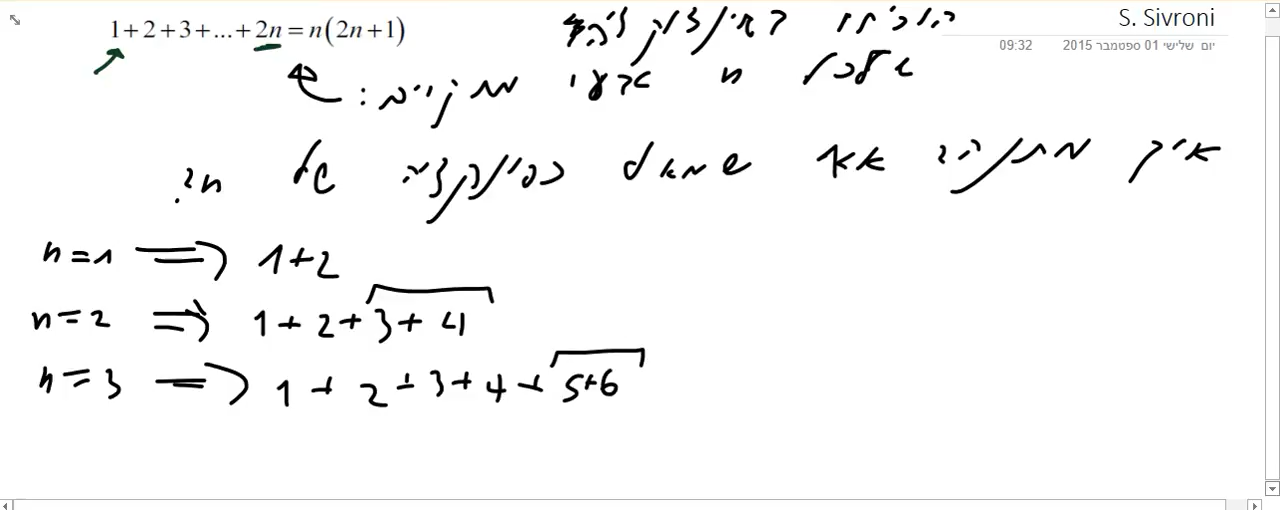 S. Sivroni
יום שלישי 01 ספטמבר 2015 09:32
1+2+3+...+2n=n(2n+1)
הוכיחו באינדוקציה
שלכל n טבעי מתקיים:
איך מתנהג אגף שמאל כפונקציה של n?
n=1 ⟹ 1+2
n=2 ⟹ 1+2+3+4
n=3 ⟹ 1+2+3+4+5+6